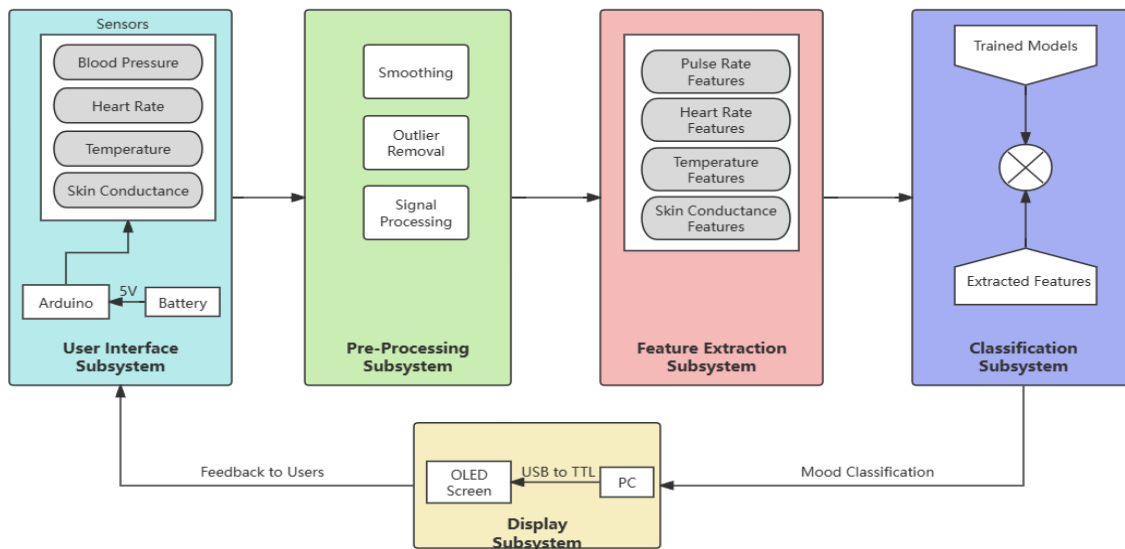 Sensors
Blood Pressure
Heart Rate
Temperature
Skin Conductance
Arduino
5V
Battery
User Interface
Subsystem
Smoothing
Outlier
Removal
Signal
Processing
Pre-Processing
Subsystem
Pulse Rate
Features
Heart Rate
Features
Temperature
Features
Skin Conductance
Features
Feature Extraction
Subsystem
Trained Models
Extracted Features
Classification
Subsystem
Feedback to Users
OLED
Screen
USB to TTL
PC
Display
Subsystem
Mood Classification